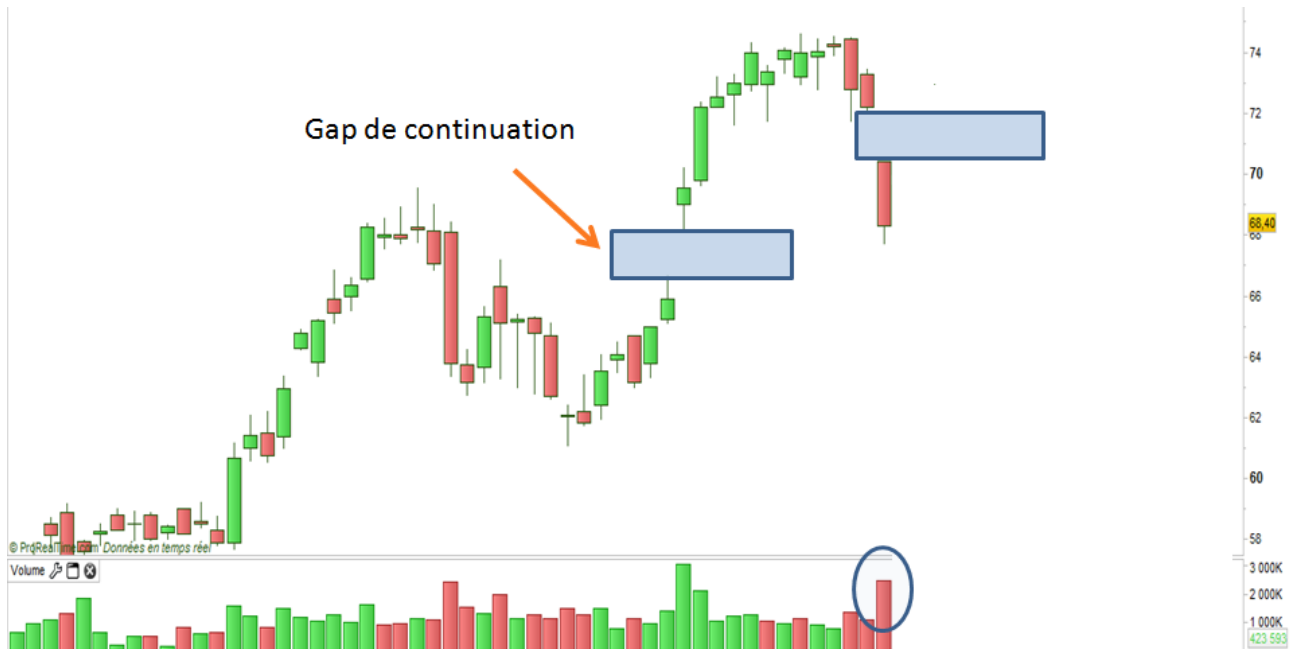 Gap de continuation
74
72
70
68,40
68
66
64
62
60
58
© ProRealTime.com Données en temps réel
Volume
3 000K
2 000K
1 000K
423 593